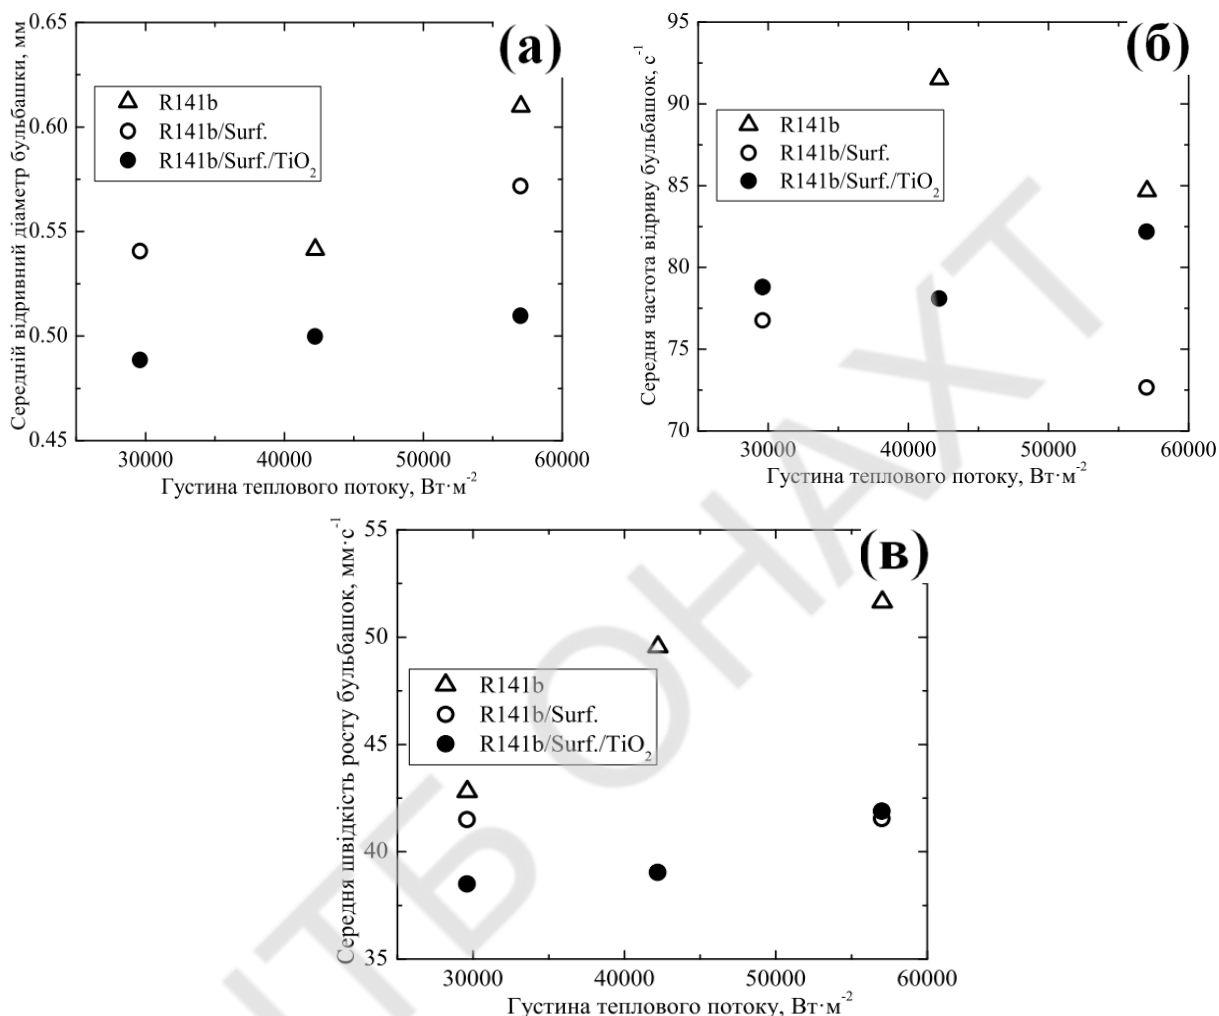 (а)
Середній відривний діаметр бульбашки, мм
0.65
0.60
0.55
0.50
0.45
R141b
R141b/Surf.
R141b/Surf./TiO₂
30000 40000 50000 60000
Густина теплового потоку, Вт·м⁻²
(б)
Середня частота відриву бульбашок, с⁻¹
95
90
85
80
75
70
R141b
R141b/Surf.
R141b/Surf./TiO₂
30000 40000 50000 60000
Густина теплового потоку, Вт·м⁻²
(в)
Середня швідкість росту бульбашок, мм·с⁻¹
55
50
45
40
35
R141b
R141b/Surf.
R141b/Surf./TiO₂
30000 40000 50000 60000
Густина теплового потоку, Вт·м⁻²
ОНАХТ